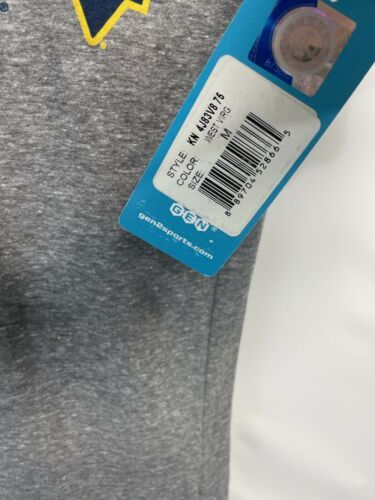 ®
STYLE: KN 4J83V8 75
COLOR: WEST VIRG
SIZE: M
8 89704 52866 5
GEN®
gen2sports.com